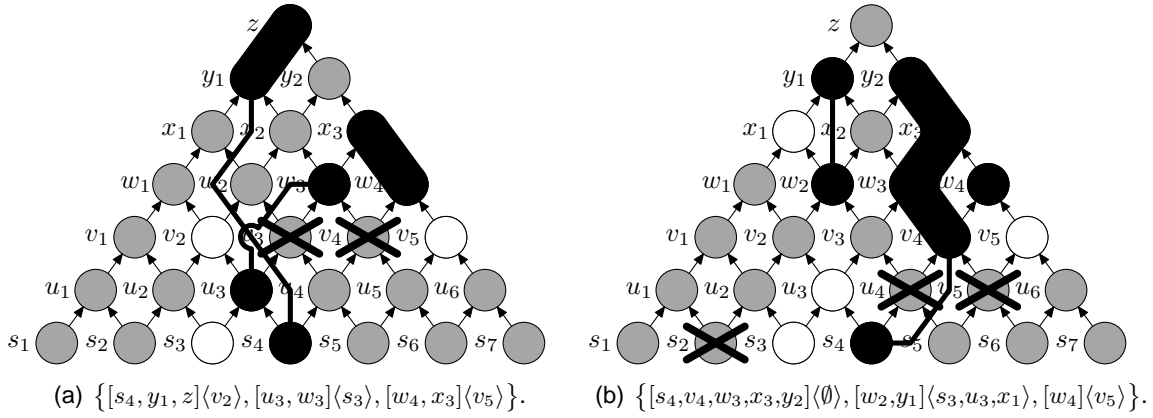 z
y₁ y₂
x₁ x₂ x₃
w₁ w₂ w₃ w₄
v₁ v₂ v₃ v₄ v₅
u₁ u₂ u₃ u₄ u₅ u₆
s₁ s₂ s₃ s₄ s₅ s₆ s₇
(a) {[s₄, y₁, z]⟨v₂⟩, [u₃, w₃]⟨s₃⟩, [w₄, x₃]⟨v₅⟩}.
z
y₁ y₂
x₁ x₂ x₃
w₁ w₂ w₃ w₄
v₁ v₂ v₃ v₄ v₅
u₁ u₂ u₃ u₄ u₅ u₆
s₁ s₂ s₃ s₄ s₅ s₆ s₇
(b) {[s₄,v₄,w₃,x₃,y₂]⟨∅⟩, [w₂,y₁]⟨s₃,u₃,x₁⟩, [w₄]⟨v₅⟩}.